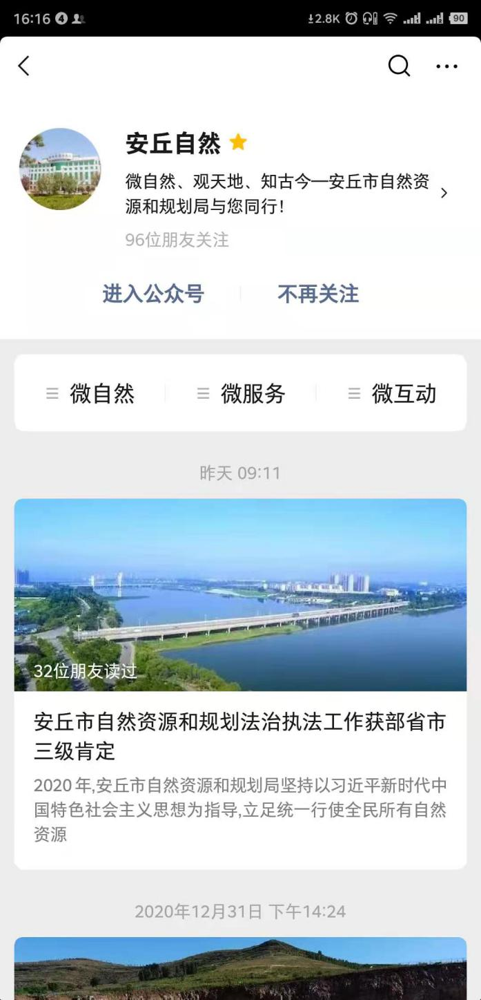 16:16 4 2.8K 90
安丘自然
微自然、观天地、知古今—安丘市自然资
源和规划局与您同行！
96位朋友关注
进入公众号 不再关注
微自然 微服务 微互动
昨天 09:11
32位朋友读过
安丘市自然资源和规划法治执法工作获部省市
三级肯定
2020年,安丘市自然资源和规划局坚持以习近平新时代中
国特色社会主义思想为指导,立足统一行使全民所有自然
资源
2020年12月31日 下午14:24